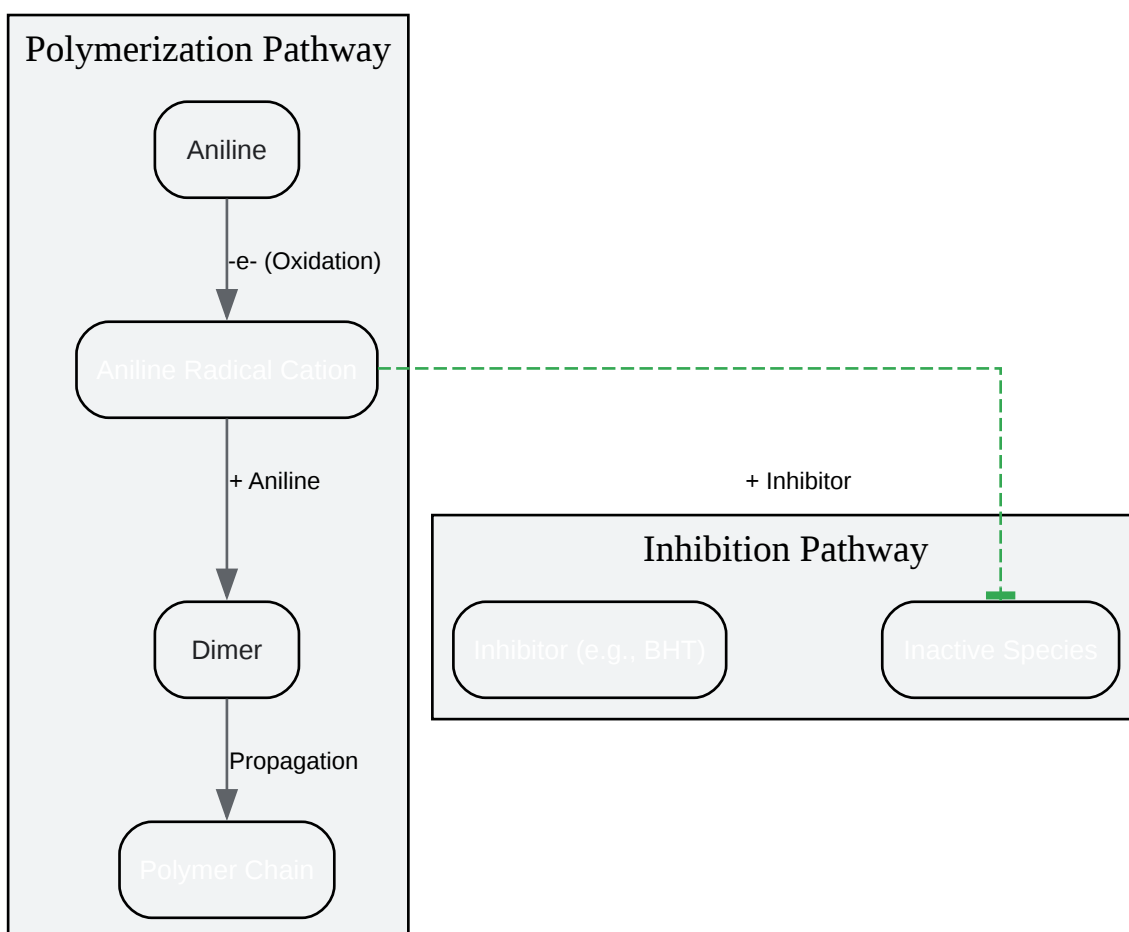 Polymerization Pathway
Aniline
-e- (Oxidation)
Aniline Radical Cation
+ Aniline
+ Inhibitor
Inhibition Pathway
Dimer
Inhibitor (e.g., BHT)
Inactive Species
Propagation
Polymer Chain